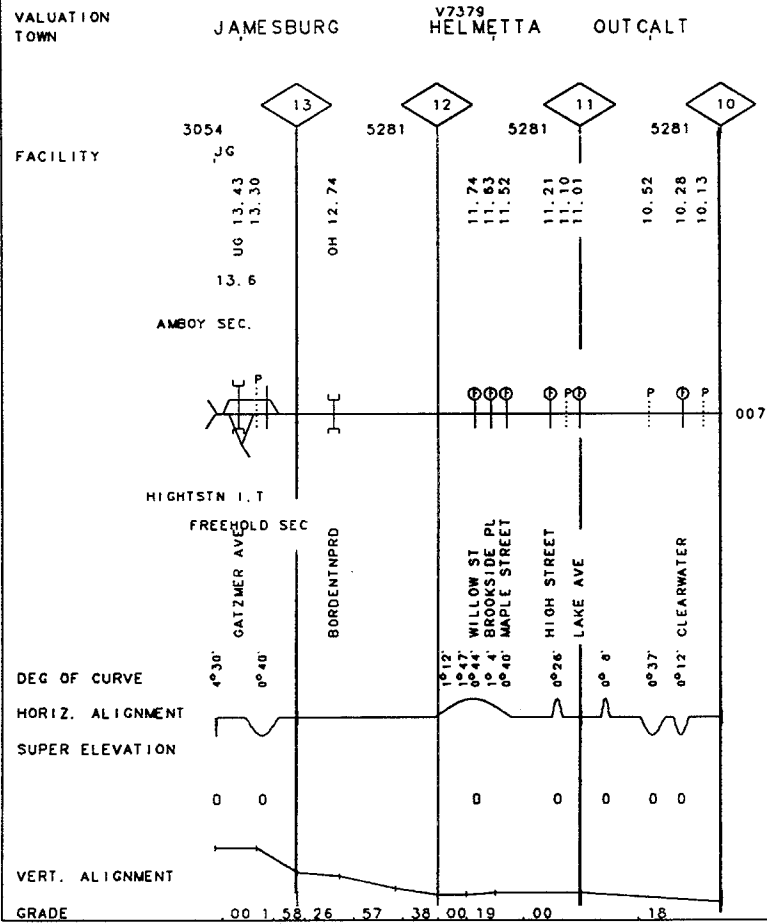 VALUATION V7379
TOWN JAMESBURG HELMETTA OUTCALT
13 12 11 10
3054 5281 5281 5281
FACILITY JG
UG 13.43
13.30
OH 12.74
11.74
11.63
11.52
11.21
11.10
11.01
10.52
10.28
10.13
13.6
AMBOY SEC.
P P P P
F F F F F F
007
HIGHTSTN I.T
FREEHOLD SEC
GATZMER AVE
BORDENTNPRD
WILLOW ST
BROOKSIDE PL
MAPLE STREET
HIGH STREET
LAKE AVE
CLEARWATER
DEG OF CURVE 4°30' 0°40' 1°12' 1°47' 0°44' 1° 4' 0°40' 0°26' 0° 8' 0°37' 0°12'
HORIZ. ALIGNMENT
SUPER ELEVATION
0 0 0 0 0 0 0
VERT. ALIGNMENT
GRADE .00 1.58 .26 .57 .38 .00 .19 .00 .18